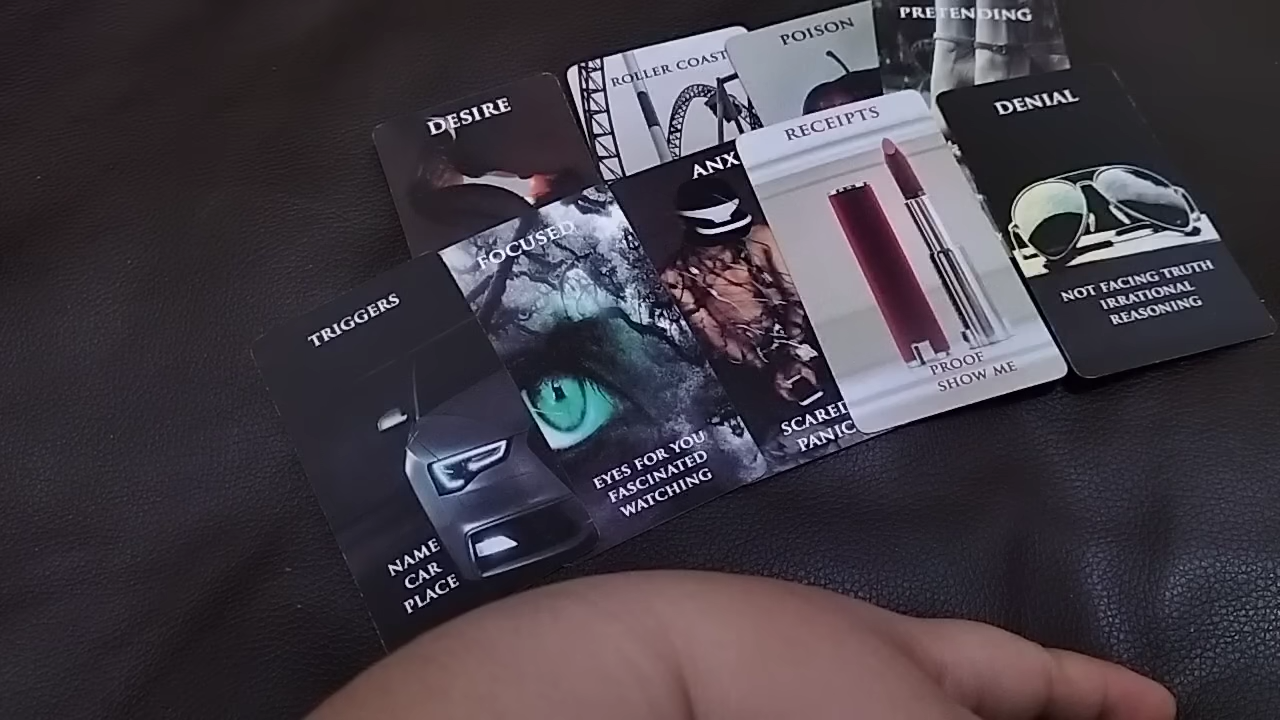 PRETENDING
POISON
ROLLER COAST
DESIRE
DENIAL
NOT FACING TRUTH
IRRATIONAL
REASONING
RECEIPTS
PROOF
SHOW ME
ANX
SCARED
PANIC
FOCUSED
EYES FOR YOU
FASCINATED
WATCHING
TRIGGERS
NAME
CAR
PLACE